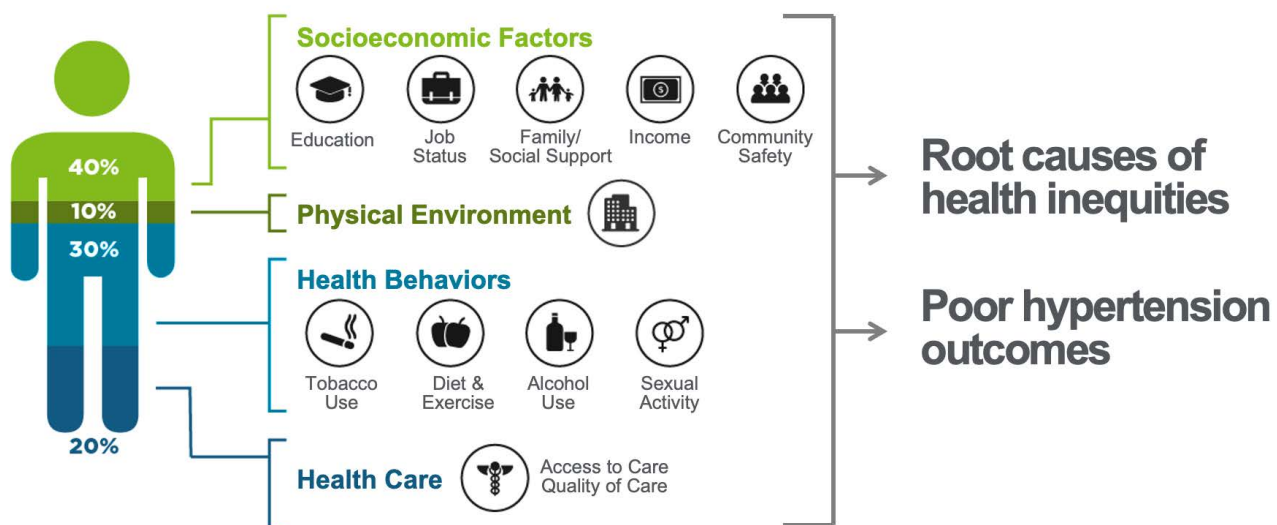 Socioeconomic Factors
Education
Job
Status
Family/
Social Support
Income
Community
Safety
40%
10%
30%
20%
Physical Environment
Health Behaviors
Tobacco
Use
Diet &
Exercise
Alcohol
Use
Sexual
Activity
Health Care
Access to Care
Quality of Care
Root causes of
health inequities
Poor hypertension
outcomes